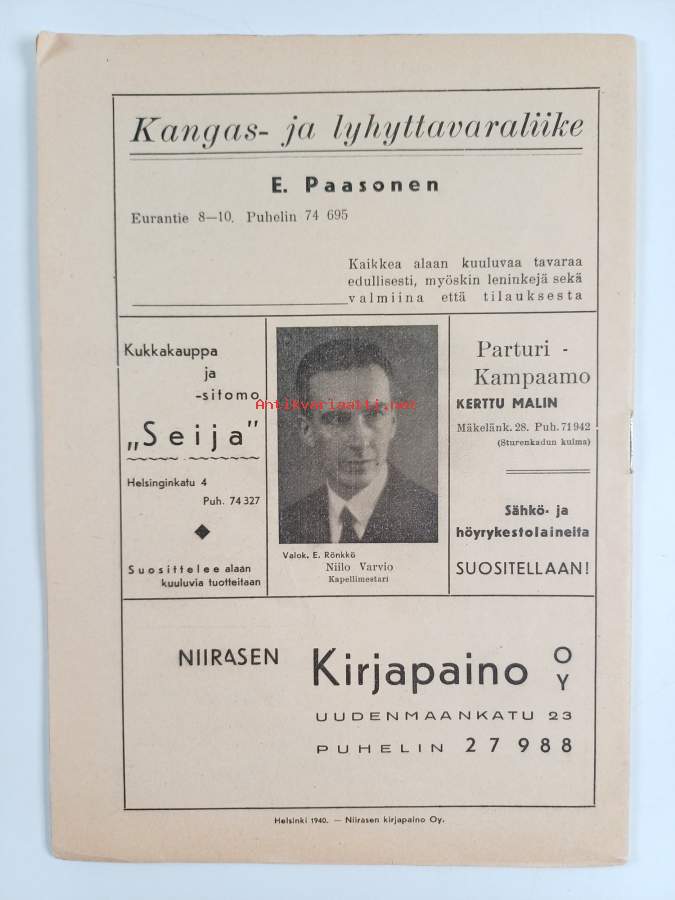 Kangas- ja lyhyttavaraliike
E. Paasonen
Eurantie 8—10. Puhelin 74 695
Kaikkea alaan kuuluvaa tavaraa
edullisesti, myöskin leninkejä sekä
valmiina että tilauksesta
Kukkakauppa
ja
-sitomo
„Seija”
Helsinginkatu 4
Puh. 74 327
Suosittelee alaan
kuuluvia tuotteitaan
Antikvariaatti.net
Valok. E. Rönkkö
Niilo Varvio
Kapellimestari
Parturi -
Kampaamo
KERTTU MALIN
Mäkelänk. 28. Puh. 71 942
(Sturenkadun kulma)
Sähkö- ja
höyrykestolaineita
SUOSITELLAAN!
NIIRASEN Kirjapaino OY
UUDENMAANKATU 23
PUHELIN 27 988
Helsinki 1940. — Niirasen kirjapaino Oy.